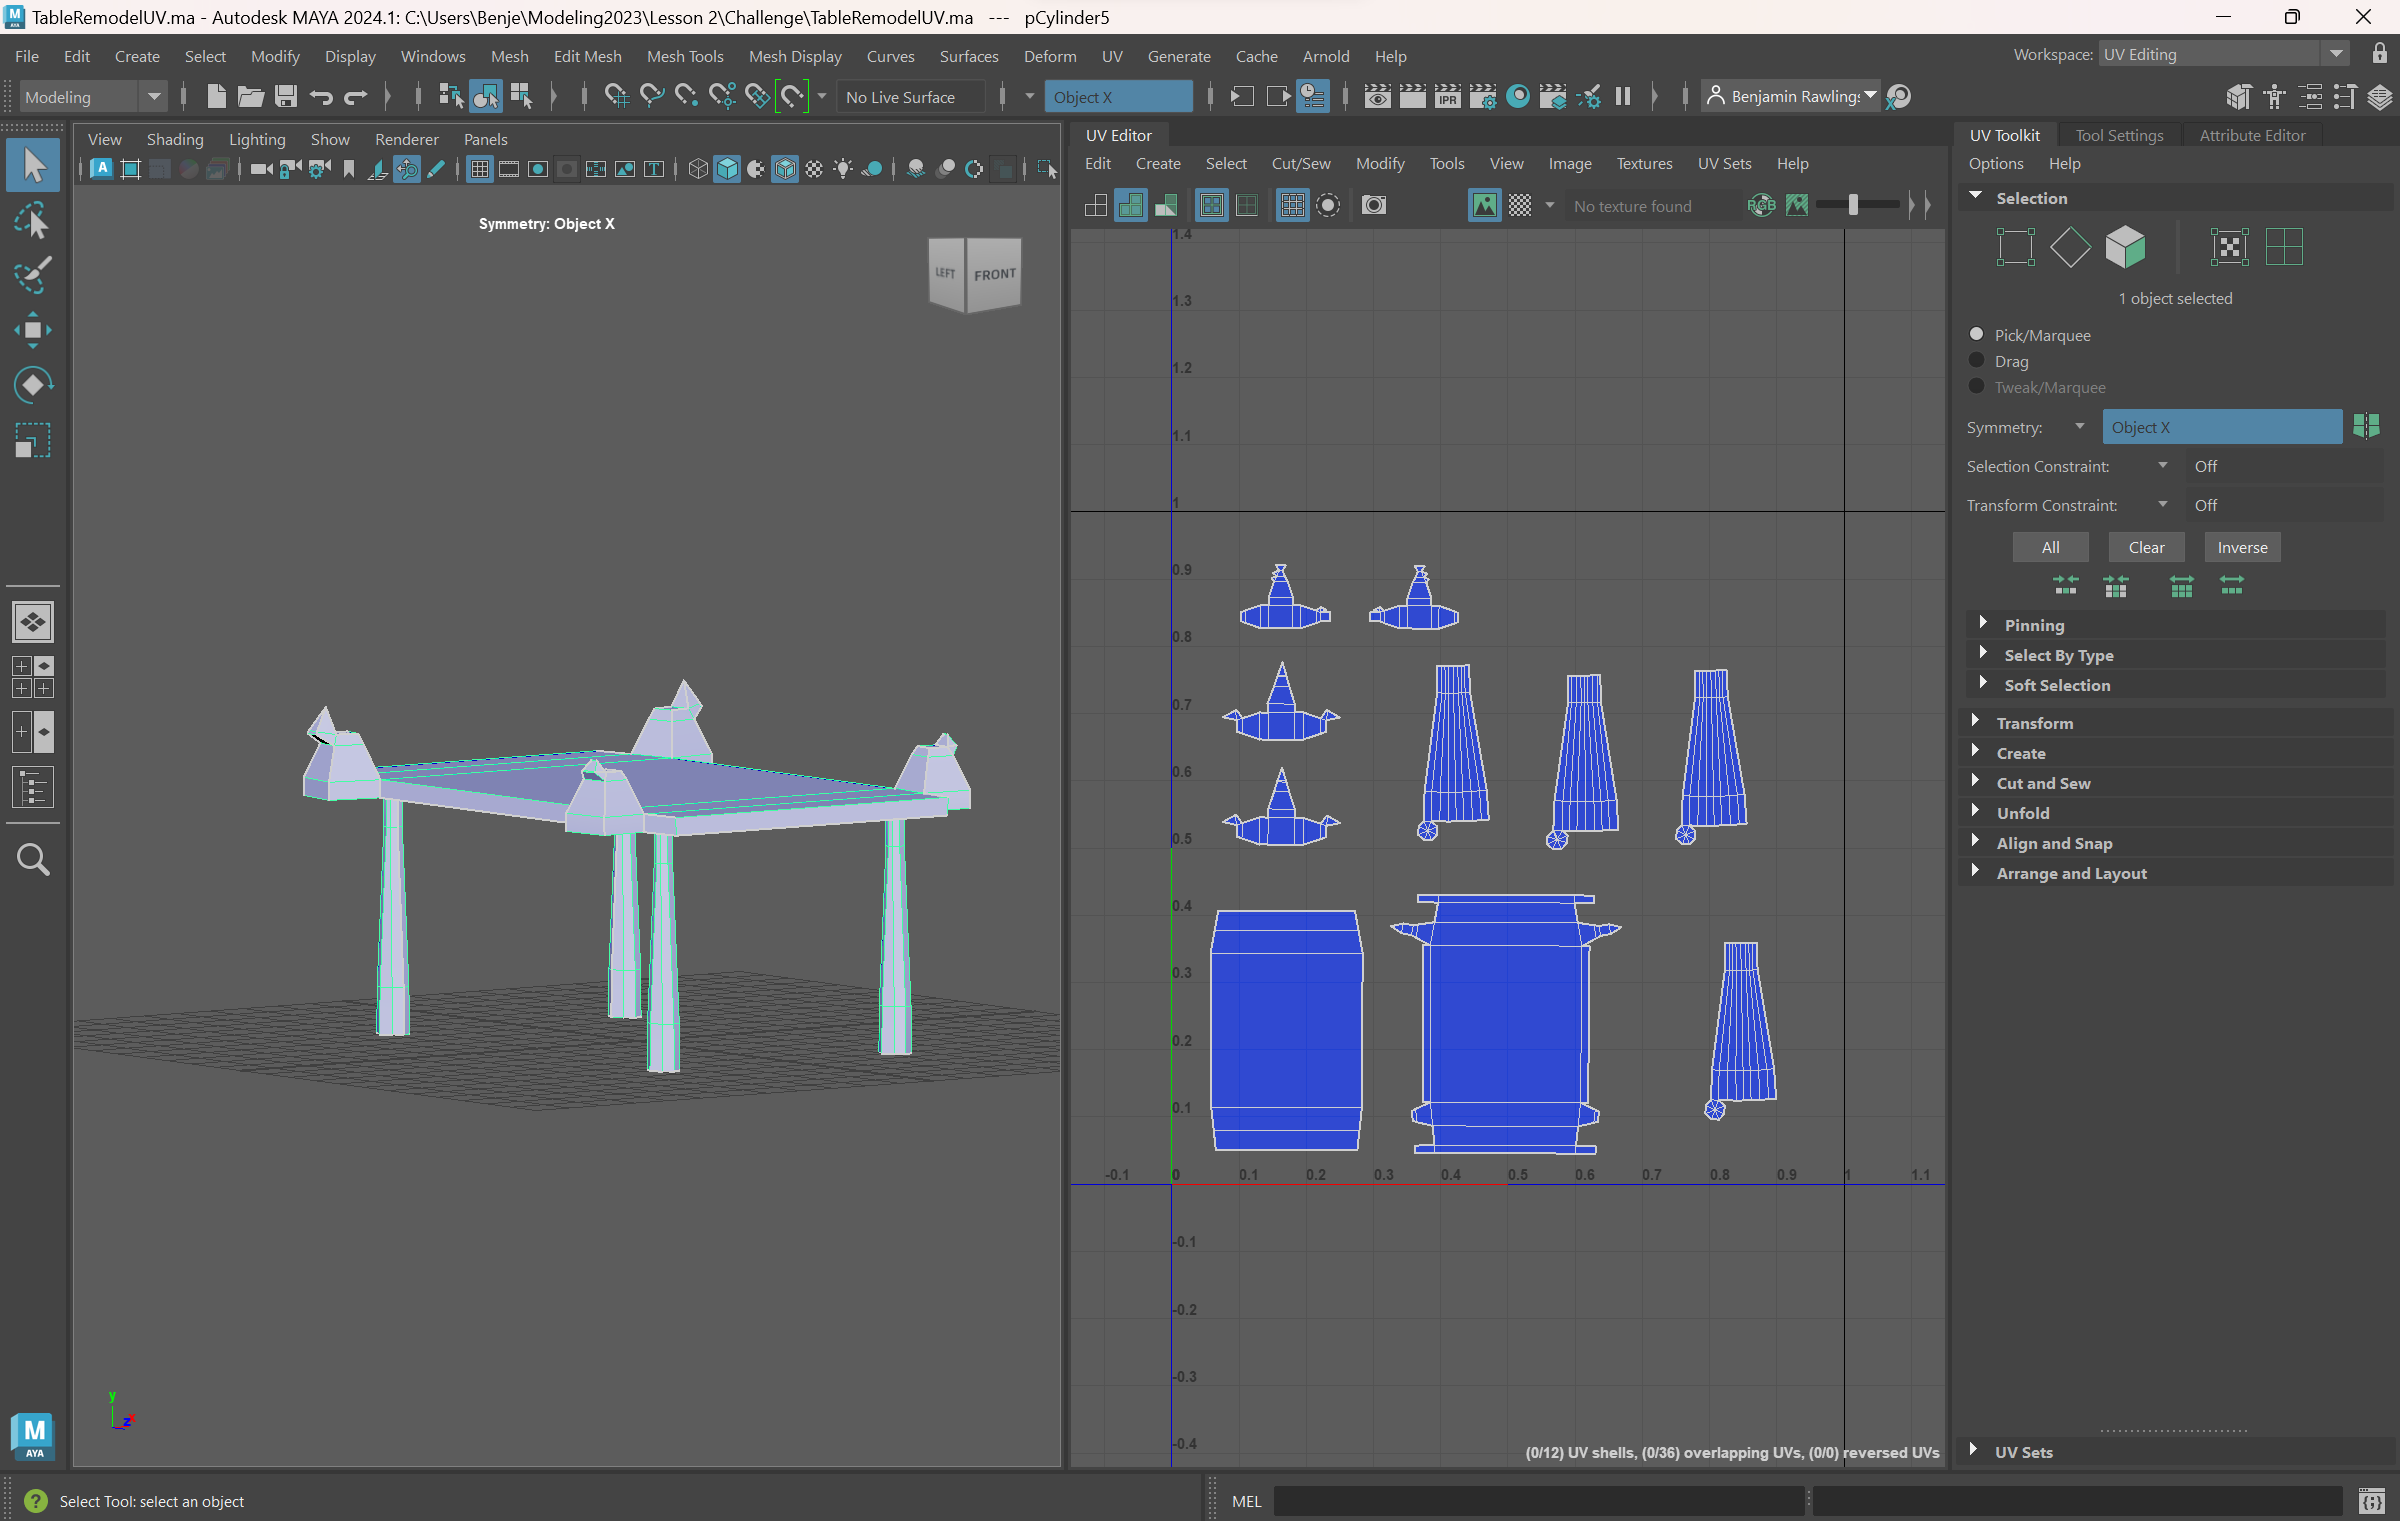 TableRemodelUV.ma - Autodesk MAYA 2024.1: C:\Users\Benje\Modeling2023\Lesson 2\Challenge\TableRemodelUV.ma --- pCylinder5
File Edit Create Select Modify Display Windows Mesh Edit Mesh Mesh Tools Mesh Display Curves Surfaces Deform UV Generate Cache Arnold Help
Workspace: UV Editing
Modeling
No Live Surface
Object X
IPR
Benjamin Rawlings
View Shading Lighting Show Renderer Panels
Symmetry: Object X
LEFT FRONT
UV Editor
Edit Create Select Cut/Sew Modify Tools View Image Textures UV Sets Help
No texture found
RGB
1.4
1.3
1.2
1.1
1
0.9
0.8
0.7
0.6
0.5
0.4
0.3
0.2
0.1
-0.1 0 0.1 0.2 0.3 0.4 0.5 0.6 0.7 0.8 0.9 1 1.1
-0.1
-0.2
-0.3
-0.4
(0/12) UV shells, (0/36) overlapping UVs, (0/0) reversed UVs
UV Toolkit Tool Settings Attribute Editor
Options Help
Selection
1 object selected
Pick/Marquee
Drag
Tweak/Marquee
Symmetry: Object X
Selection Constraint: Off
Transform Constraint: Off
All Clear Inverse
Pinning
Select By Type
Soft Selection
Transform
Create
Cut and Sew
Unfold
Align and Snap
Arrange and Layout
UV Sets
y
z
M
AYA
Select Tool: select an object
MEL